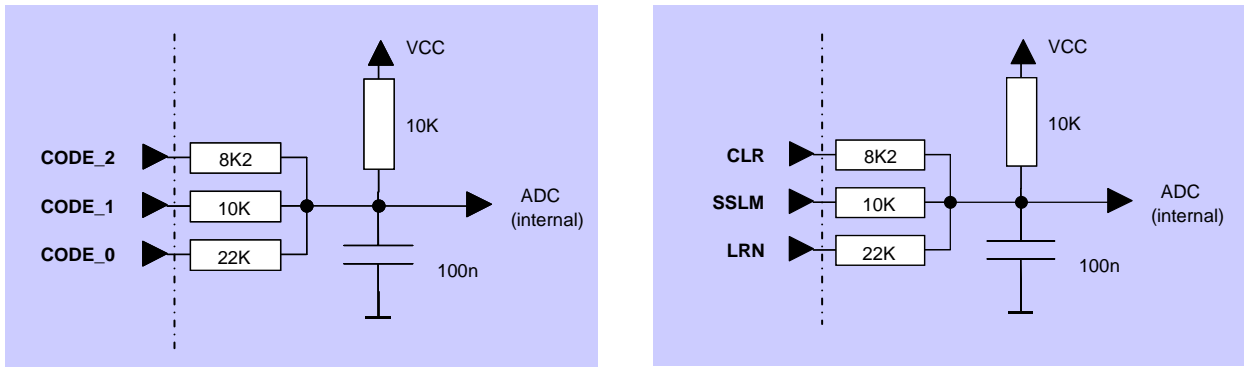 VCC
10K
CODE_2
8K2
CODE_1
10K
ADC
(internal)
CODE_0
22K
100n
VCC
10K
CLR
8K2
SSLM
10K
ADC
(internal)
LRN
22K
100n